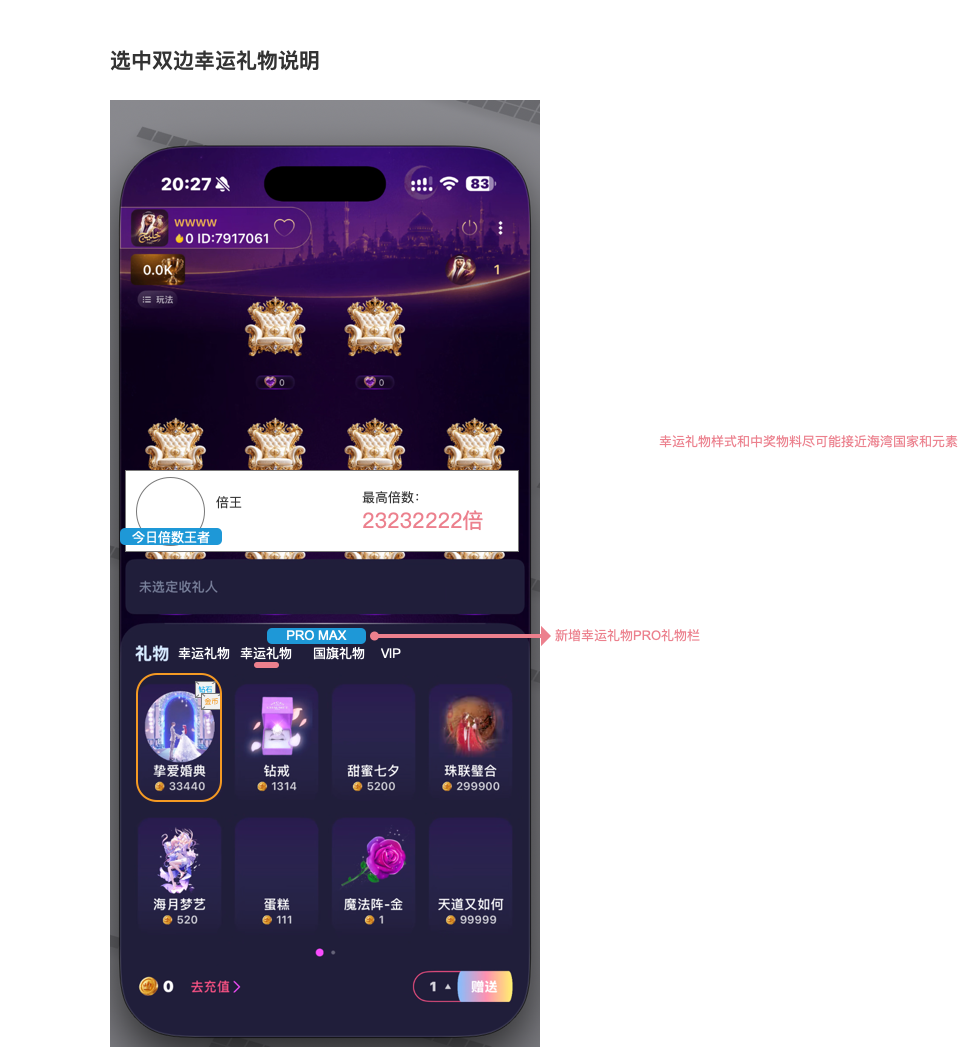 选中双边幸运礼物说明
20:27
83
wwww
0 ID:7917061
0.0K
1
玩法
0
0
幸运礼物样式和中奖物料尽可能接近海湾国家和元素
倍王
最高倍数：
23232222倍
今日倍数王者
未选定收礼人
PRO MAX
新增幸运礼物PRO礼物栏
礼物 幸运礼物 幸运礼物 国旗礼物 VIP
钻石
金币
挚爱婚典 钻戒 甜蜜七夕 珠联璧合
33440 1314 5200 299900
海月梦艺 蛋糕 魔法阵-金 天道又如何
520 111 1 99999
0 去充值 1 赠送